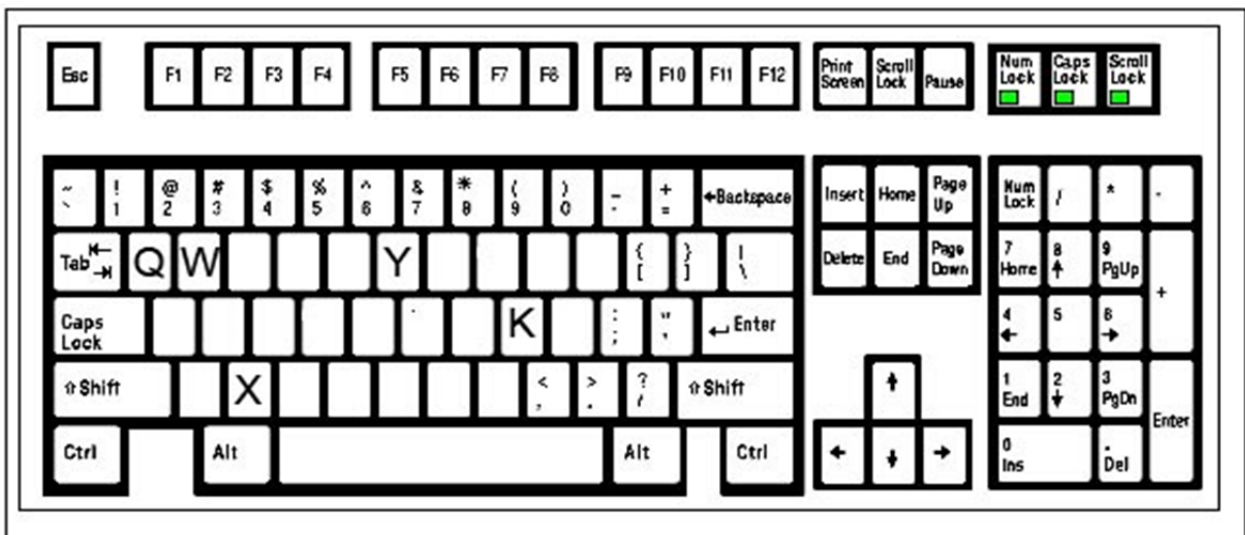 Esc F1 F2 F3 F4 F5 F6 F7 F8 F9 F10 F11 F12 Print Screen Scroll Lock Pause Num Lock Caps Lock Scroll Lock
~ ` ! 1 @ 2 # 3 $ 4 % 5 ^ 6 & 7 * 8 ( 9 ) 0 _ - + = ←Backspace Insert Home Page Up Num Lock / * -
Tab Q W Y { [ } ] | \ Delete End Page Down 7 Home 8 ↑ 9 PgUp +
Caps Lock K : ; " ' ↵ Enter 4 ← 5 6 →
⇧ Shift X < , > . ? / ⇧ Shift ↑ 1 End 2 ↓ 3 PgDn Enter
Ctrl Alt Alt Ctrl ← ↓ → 0 Ins . Del